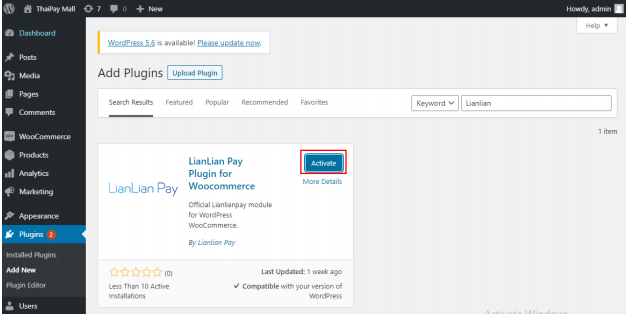 ThaiPay Mall 7 0 + New Howdy, admin
Dashboard
Help ▼
WordPress 5.6 is available! Please update now.
Posts
Media
Pages
Comments
WooCommerce
Products
Analytics
Marketing
Appearance
Plugins 2
Installed Plugins
Add New
Plugin Editor
Users
Add Plugins Upload Plugin
Search Results Featured Popular Recommended Favorites Keyword Lianlian
1 item
LianLian Pay
LianLian Pay
Plugin for
Woocommerce
Official Lianlianpay module
for WordPress
WooCommerce.
By Lianlian Pay
Activate
More Details
(0)
Less Than 10 Active
Installations
Last Updated: 1 week ago
✓ Compatible with your version of
WordPress
Activate Windows